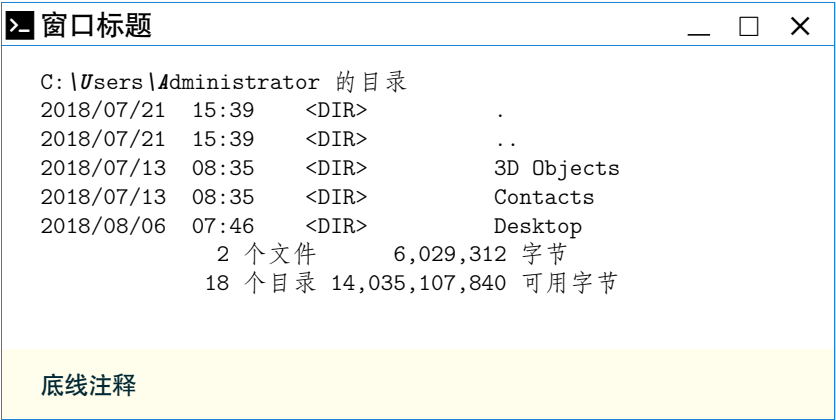 窗口标题
C:\Users\Administrator 的目录
2018/07/21  15:39    <DIR>          .
2018/07/21  15:39    <DIR>          ..
2018/07/13  08:35    <DIR>          3D Objects
2018/07/13  08:35    <DIR>          Contacts
2018/08/06  07:46    <DIR>          Desktop
2 个文件      6,029,312 字节
18 个目录 14,035,107,840 可用字节
底线注释